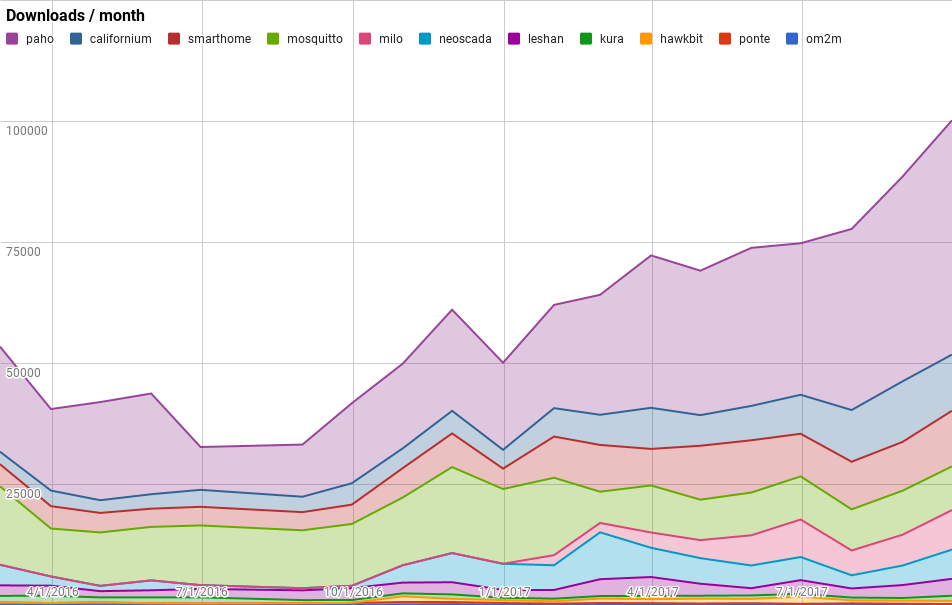 Downloads / month
paho californium smarthome mosquitto milo neoscada leshan kura hawkbit ponte om2m
100000
75000
50000
25000
4/1/2016 7/1/2016 10/1/2016 1/1/2017 4/1/2017 7/1/2017